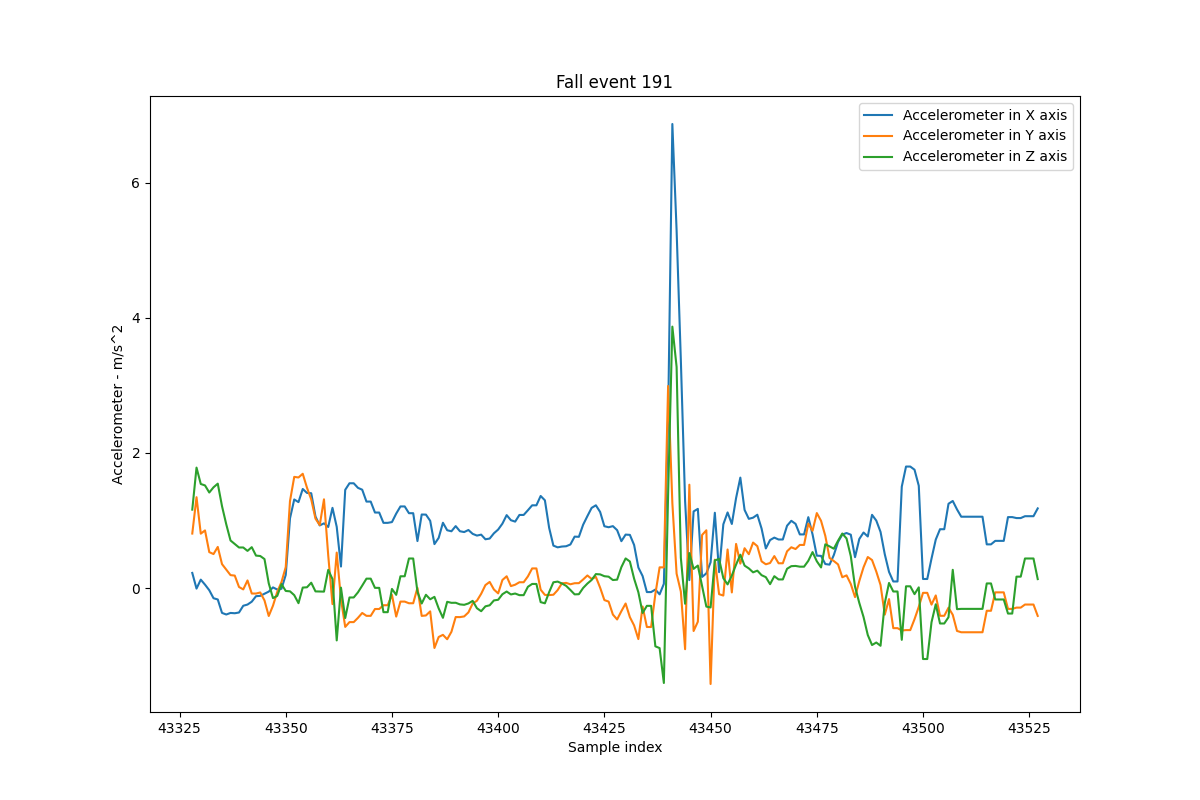 Fall event 191
Accelerometer in X axis
Accelerometer in Y axis
Accelerometer in Z axis
Accelerometer - m/s^2
6
4
2
0
43325 43350 43375 43400 43425 43450 43475 43500 43525
Sample index